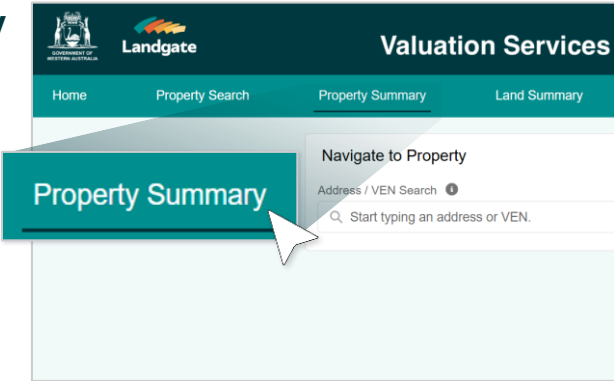 y
GOVERNMENT OF
WESTERN AUSTRALIA
Landgate
Valuation Services
Home
Property Search
Property Summary
Land Summary
Property Summary
Navigate to Property
Address / VEN Search
Start typing an address or VEN.